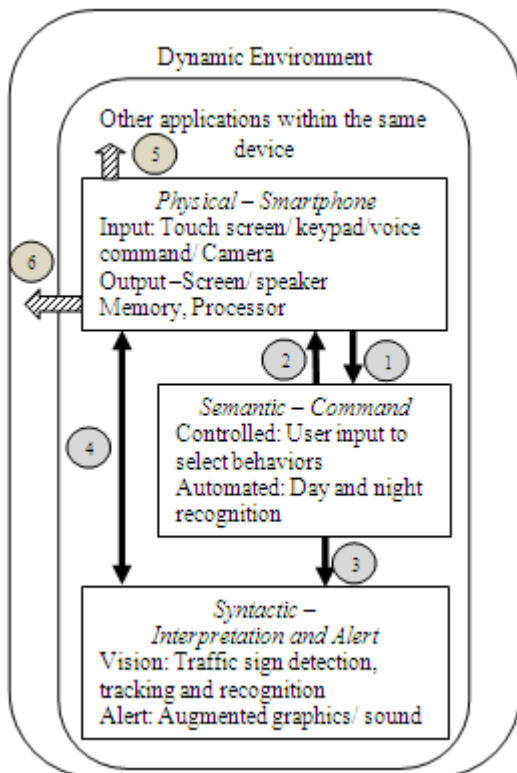 Dynamic Environment
Other applications within the same
device
5
Physical – Smartphone
Input: Touch screen/ keypad/voice
command/ Camera
Output –Screen/ speaker
Memory, Processor
6
2
1
Semantic – Command
Controlled: User input to
select behaviors
Automated: Day and night
recognition
4
3
Syntactic –
Interpretation and Alert
Vision: Traffic sign detection,
tracking and recognition
Alert: Augmented graphics/ sound